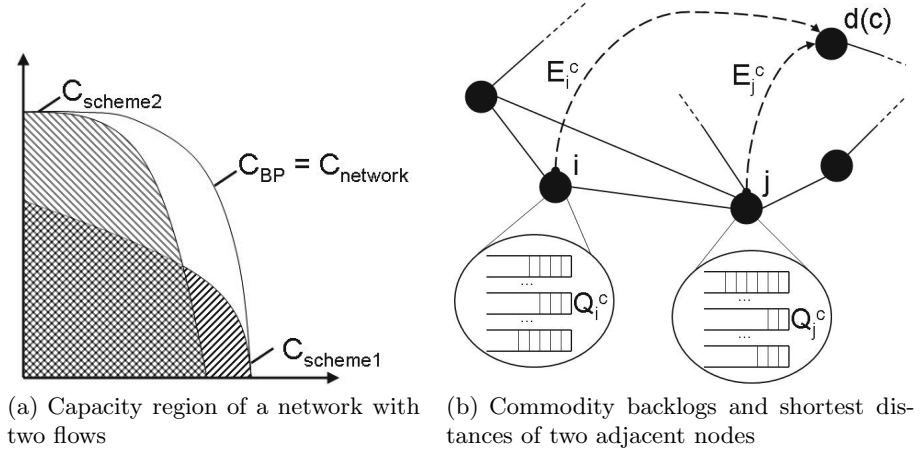 C_scheme2
C_BP = C_network
C_scheme1
d(c)
E_i^c
E_j^c
i
j
...
Q_i^c
...
...
Q_j^c
...
(a) Capacity region of a network with
two flows
(b) Commodity backlogs and shortest dis-
tances of two adjacent nodes